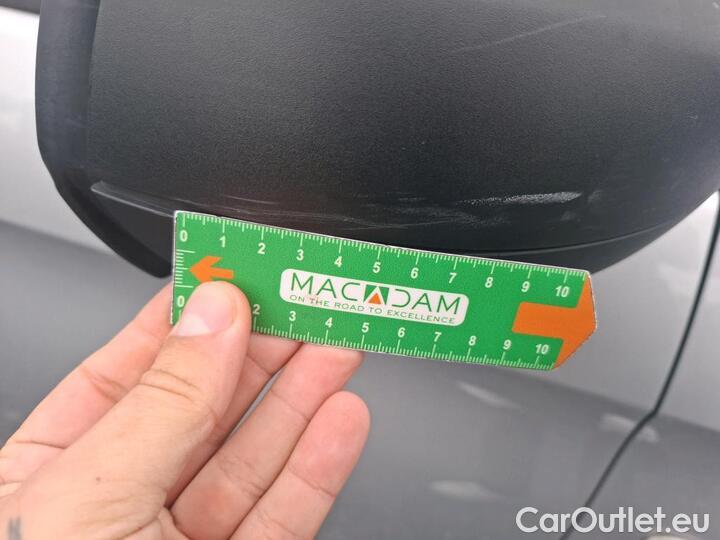 0 1 2 3 4 5 6 7 8 9 10
MACADAM
ON THE ROAD TO EXCELLENCE
0 2 3 4 5 6 7 8 9 10
CarOutlet.eu